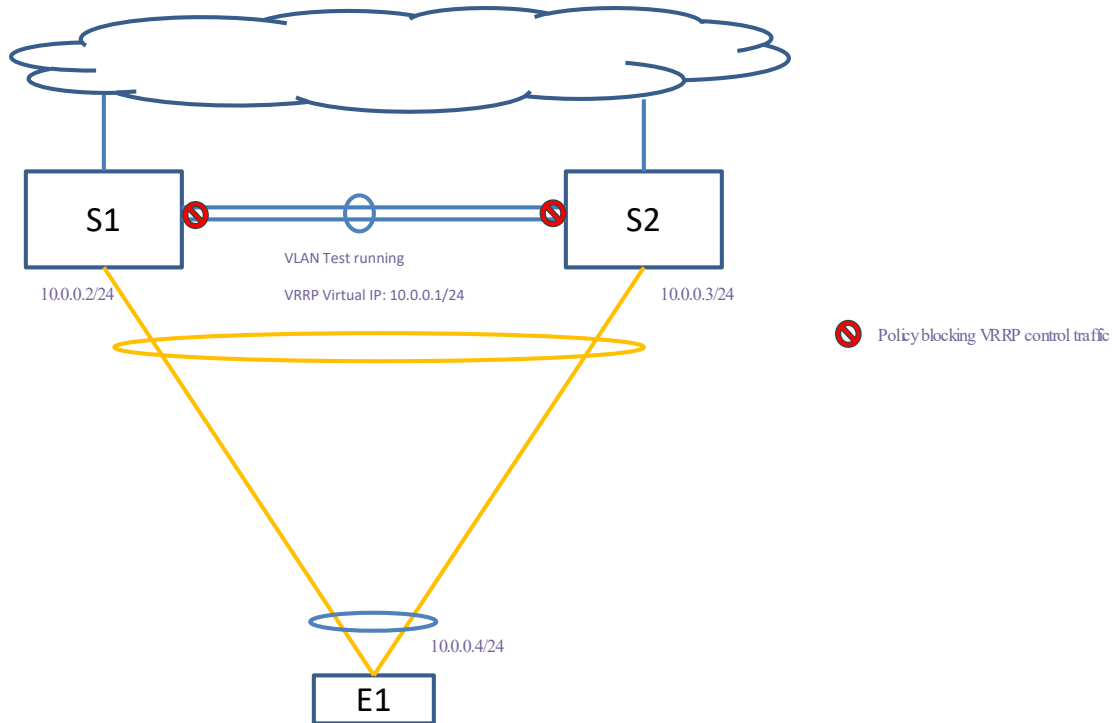 S1
S2
VLAN Test running
VRRP Virtual IP: 10.0.0.1/24
10.0.0.2/24
10.0.0.3/24
Policy blocking VRRP control traffic
10.0.0.4/24
E1